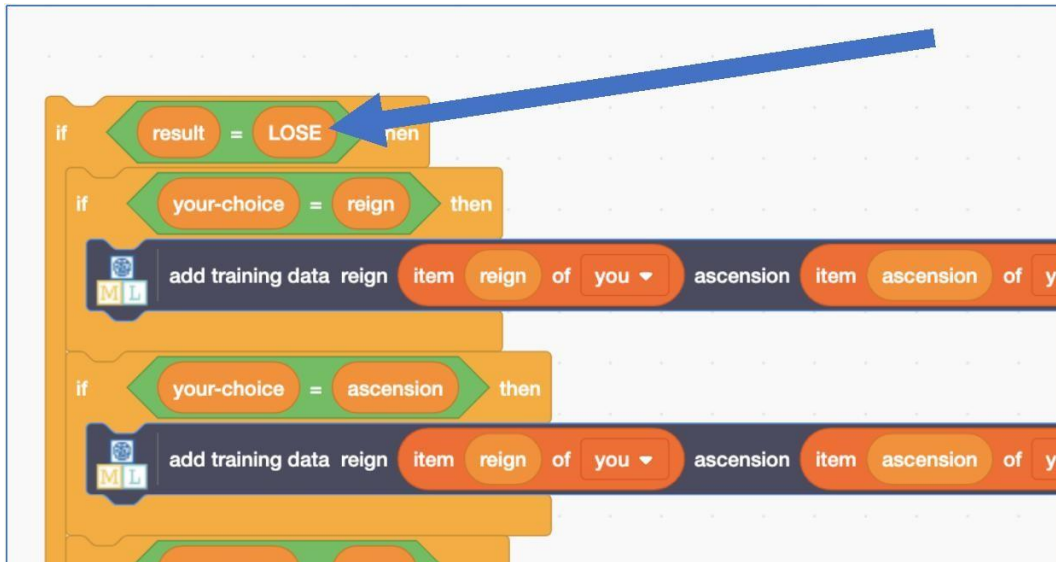 if result = LOSE then
if your-choice = reign then
ML add training data reign item reign of you ascension item ascension of y
if your-choice = ascension then
ML add training data reign item reign of you ascension item ascension of y